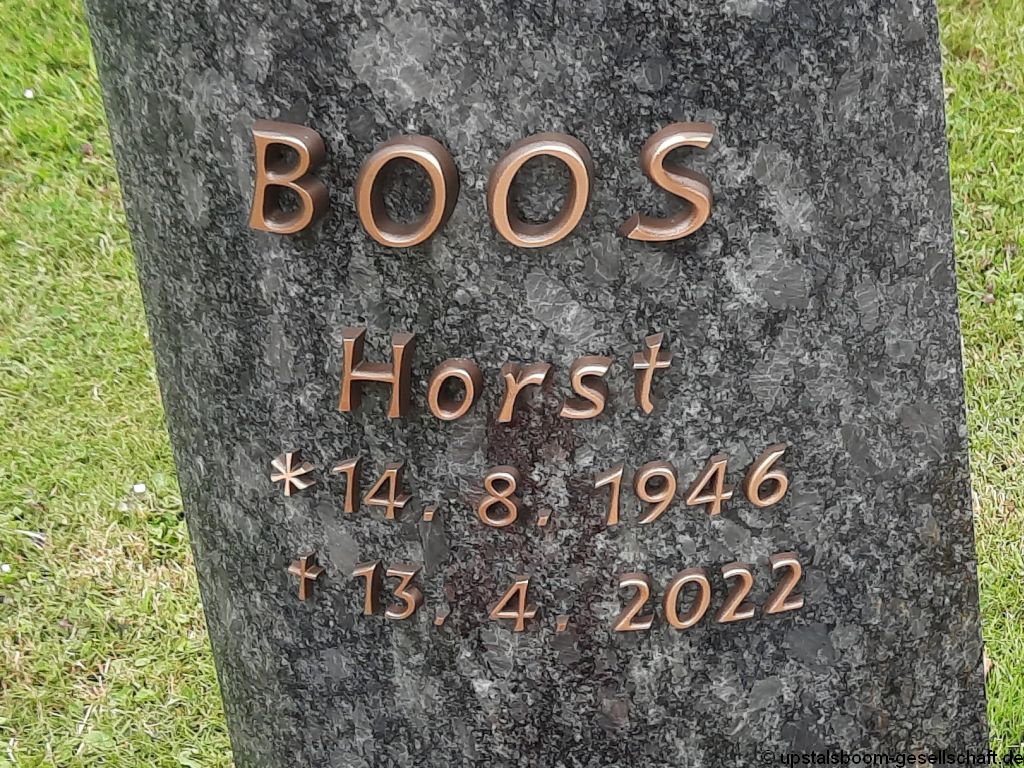 BOOS
Horst
* 14. 8. 1946
† 13. 4. 2022
© upstalsboom-gesellschaft.de